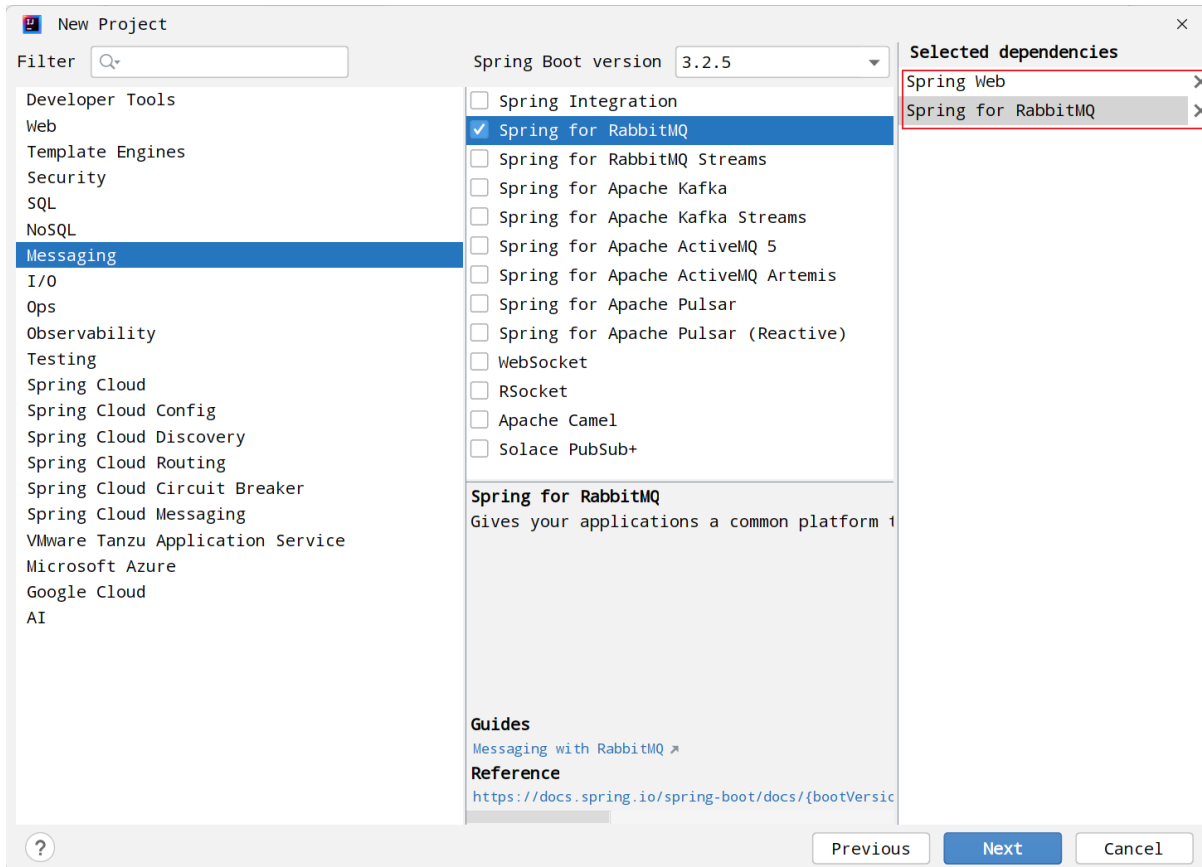 New Project
Filter
Spring Boot version 3.2.5
Selected dependencies
Developer Tools
Web
Template Engines
Security
SQL
NoSQL
Messaging
I/O
Ops
Observability
Testing
Spring Cloud
Spring Cloud Config
Spring Cloud Discovery
Spring Cloud Routing
Spring Cloud Circuit Breaker
Spring Cloud Messaging
VMware Tanzu Application Service
Microsoft Azure
Google Cloud
AI
Spring Integration
Spring for RabbitMQ
Spring for RabbitMQ Streams
Spring for Apache Kafka
Spring for Apache Kafka Streams
Spring for Apache ActiveMQ 5
Spring for Apache ActiveMQ Artemis
Spring for Apache Pulsar
Spring for Apache Pulsar (Reactive)
WebSocket
RSocket
Apache Camel
Solace PubSub+
Spring for RabbitMQ
Gives your applications a common platform
Guides
Messaging with RabbitMQ
Reference
https://docs.spring.io/spring-boot/docs/{bootVersic
Spring Web
Spring for RabbitMQ
?
Previous
Next
Cancel